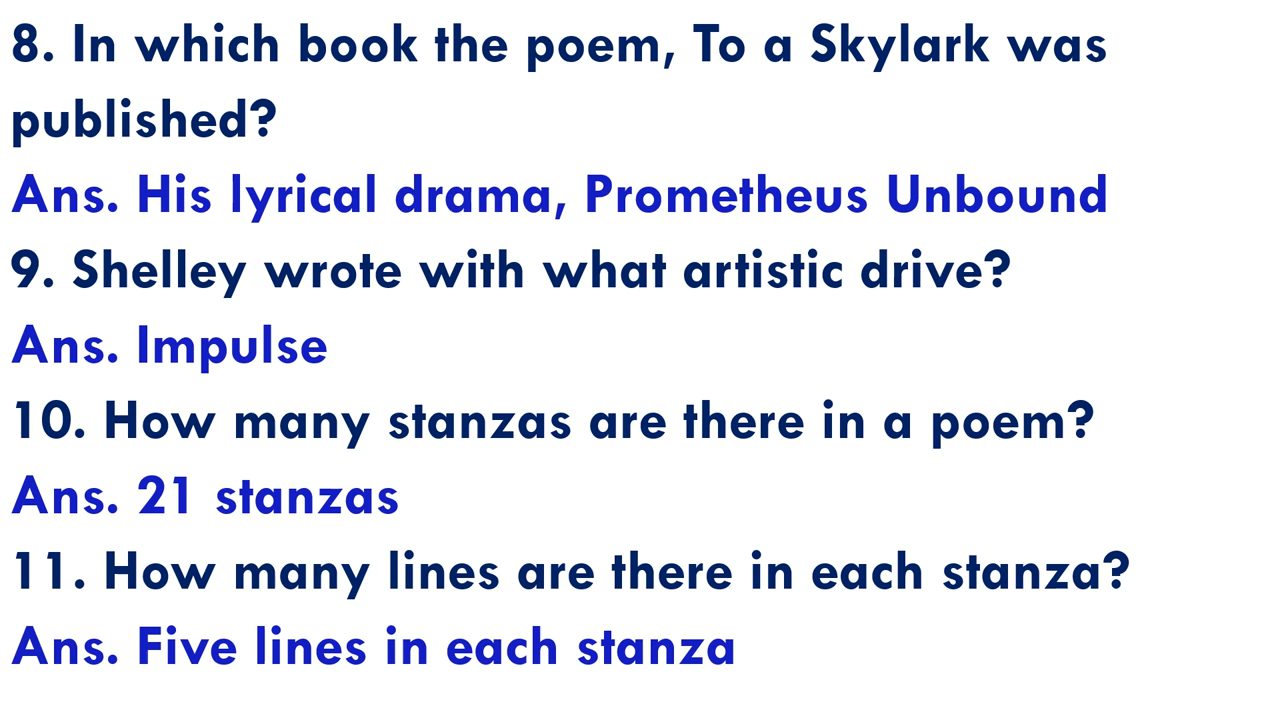 8. In which book the poem, To a Skylark was
published?
Ans. His lyrical drama, Prometheus Unbound
9. Shelley wrote with what artistic drive?
Ans. Impulse
10. How many stanzas are there in a poem?
Ans. 21 stanzas
11. How many lines are there in each stanza?
Ans. Five lines in each stanza